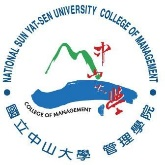 • NATIONAL SUN YAT-SEN UNIVERSITY COLLEGE OF MANAGEMENT •
中山
COLLEGE OF MANAGEMENT
國立中山大學 管理學院